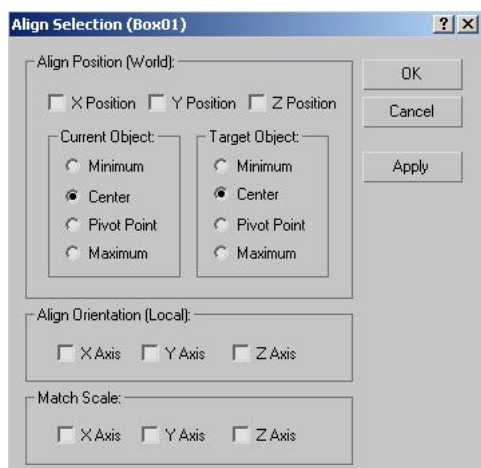 Align Selection (Box01)
Align Position (World):
X Position Y Position Z Position
Current Object:
Minimum
Center
Pivot Point
Maximum
Target Object:
Minimum
Center
Pivot Point
Maximum
OK
Cancel
Apply
Align Orientation (Local):
X Axis Y Axis Z Axis
Match Scale:
X Axis Y Axis Z Axis